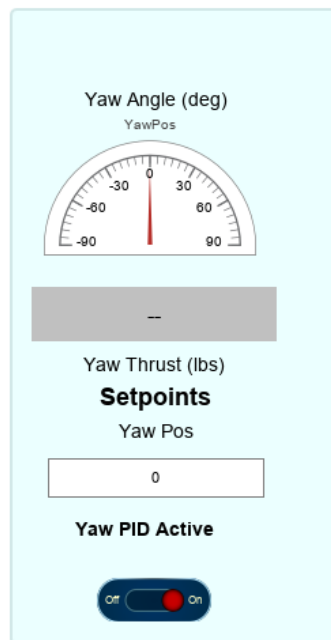 Yaw Angle (deg)
YawPos
0
-30 30
-60 60
-90 90
--
Yaw Thrust (lbs)
Setpoints
Yaw Pos
0
Yaw PID Active
Off On